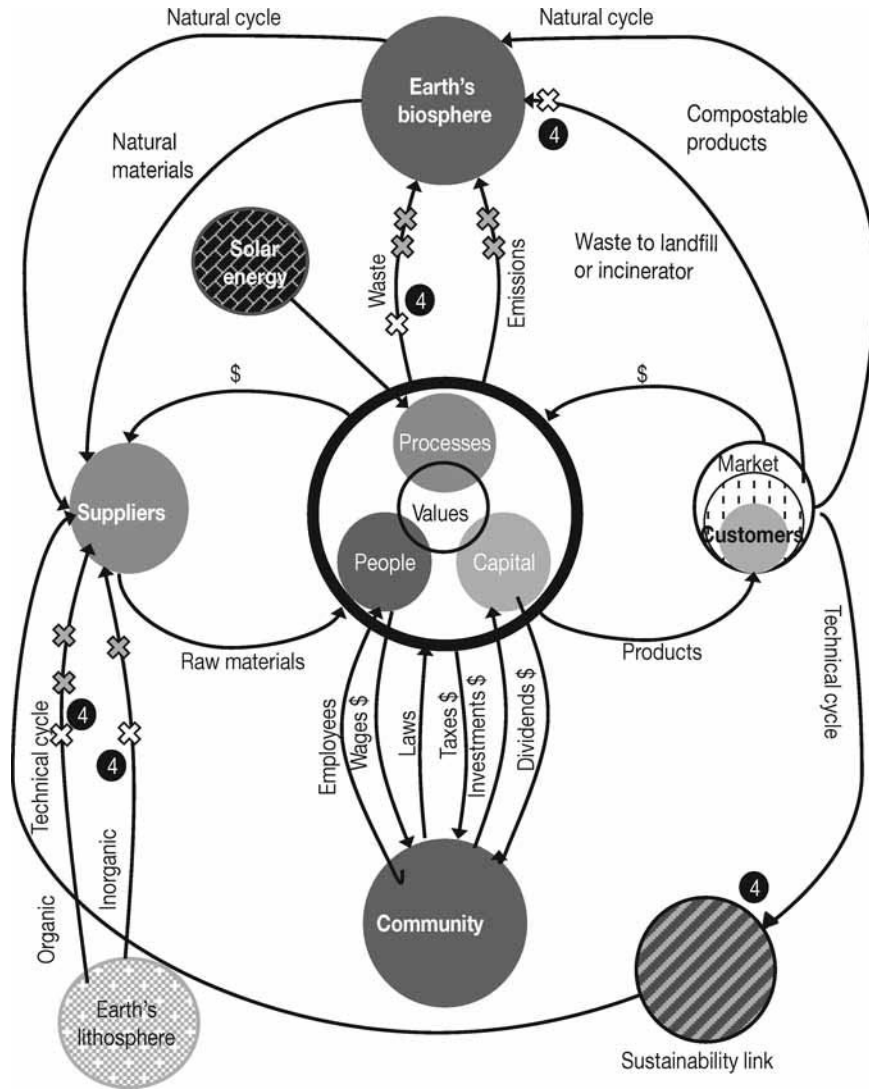 Natural cycle
Natural cycle
Earth's
biosphere
4
Compostable
products
Natural
materials
Solar
energy
Waste
4
Emissions
Waste to landfill
or incinerator
$
$
Processes
Values
People
Capital
Suppliers
Market
Customers
Raw materials
Products
Technical cycle
4
4
Technical cycle
Organic
Inorganic
Employees
Wages $
Laws
Taxes $
Investments $
Dividends $
Community
4
Earth's
lithosphere
Sustainability link